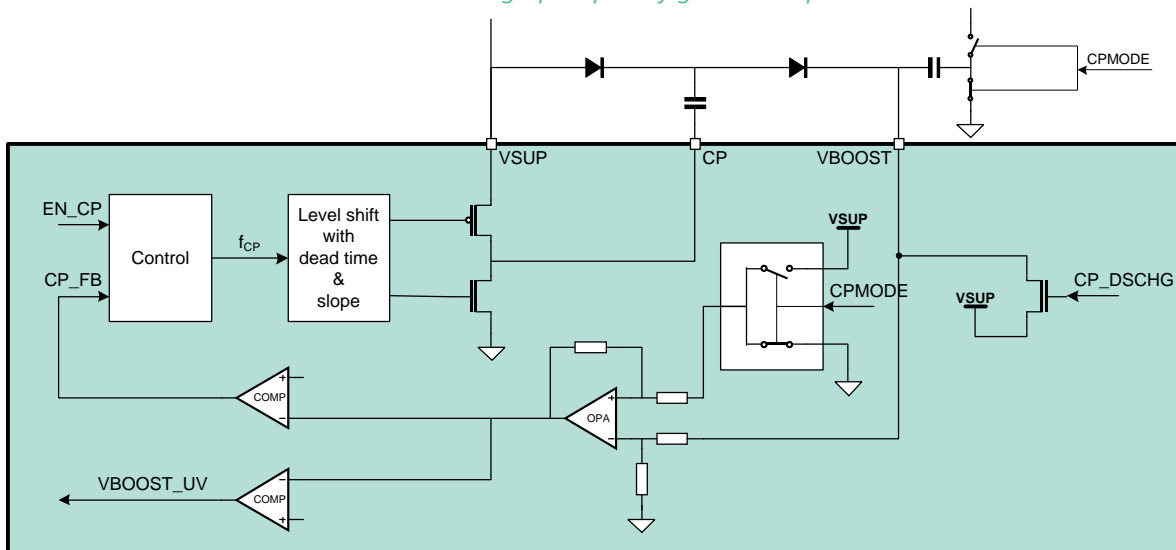 CPMODE
VSUP
CP
VBOOST
EN_CP
CP_FB
Control
fCP
Level shift
with
dead time
&
slope
VSUP
CPMODE
VSUP
CP_DSCHG
+
COMP
-
+
OPA
-
VBOOST_UV
-
COMP
+